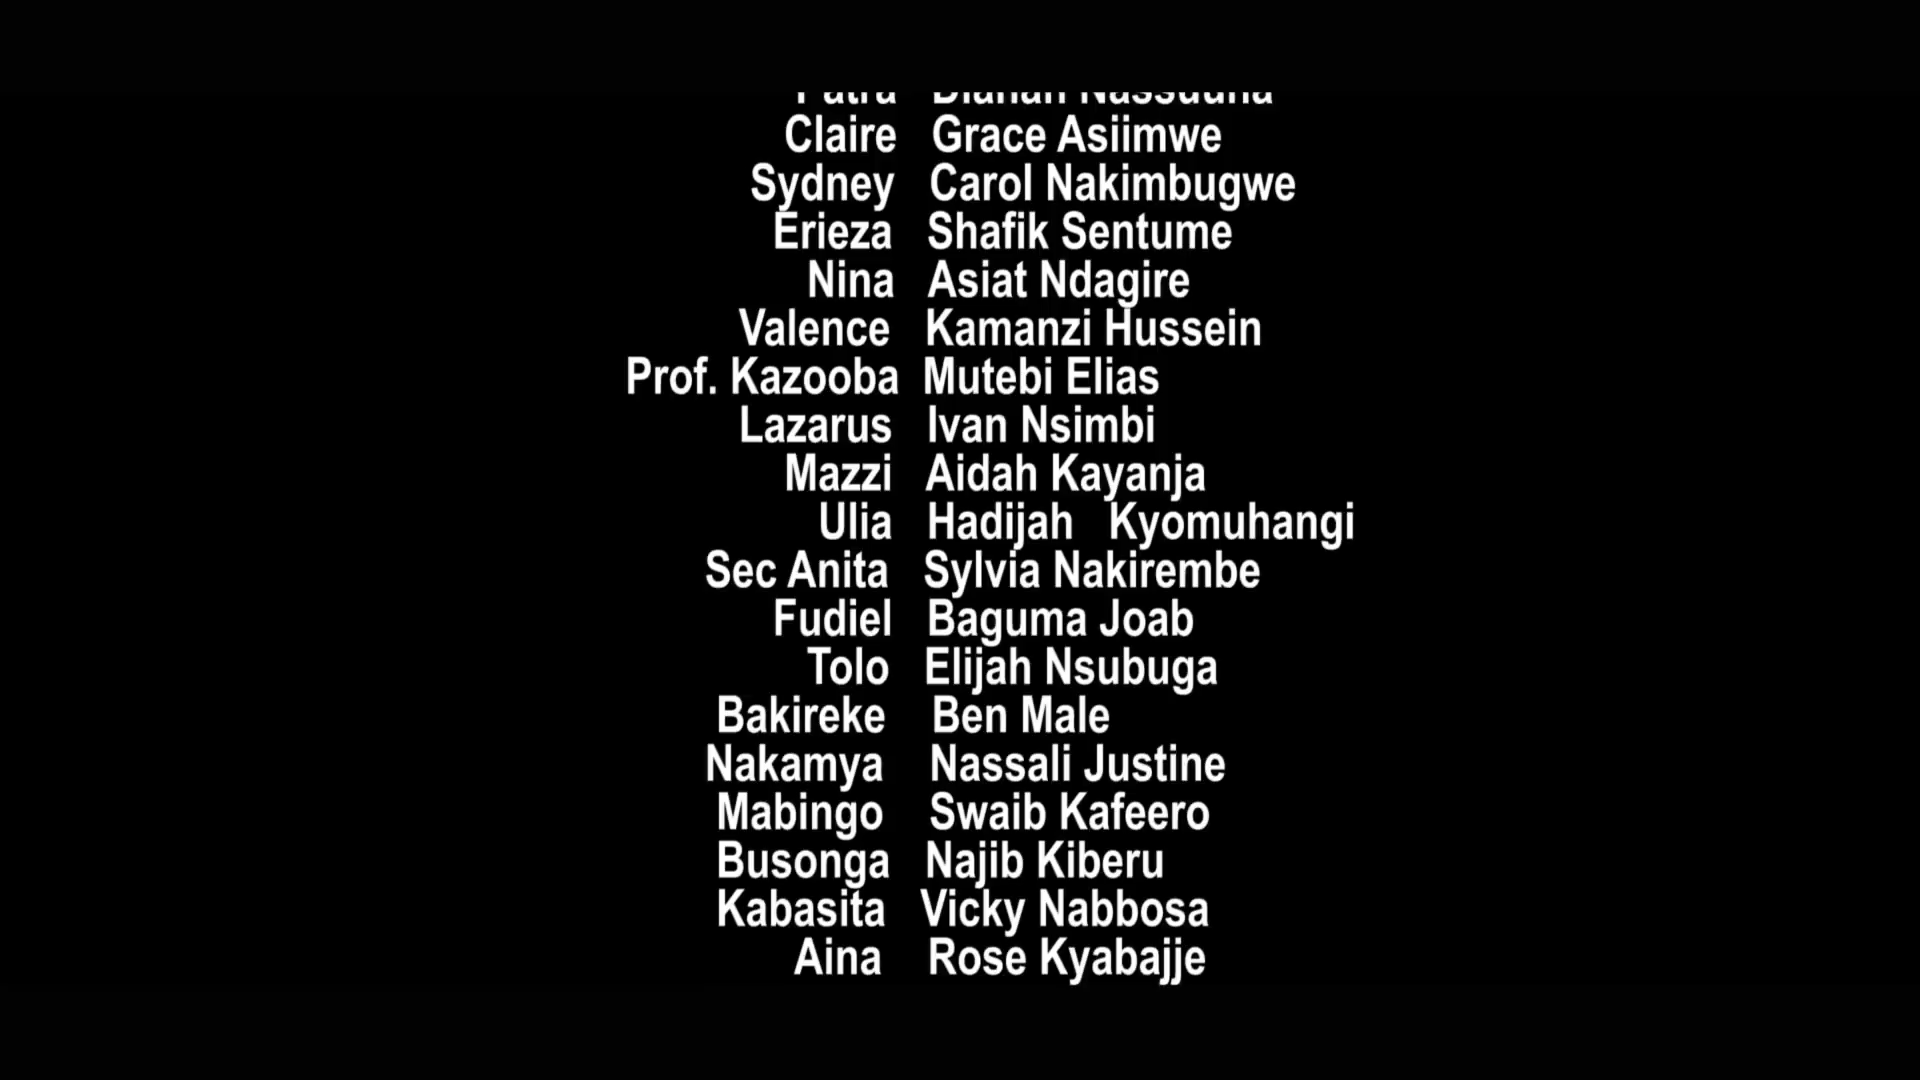 Claire Grace Asiimwe
Sydney Carol Nakimbugwe
Erieza Shafik Sentume
Nina Asiat Ndagire
Valence Kamanzi Hussein
Prof. Kazooba Mutebi Elias
Lazarus Ivan Nsimbi
Mazzi Aidah Kayanja
Ulia Hadijah Kyomuhangi
Sec Anita Sylvia Nakirembe
Fudiel Baguma Joab
Tolo Elijah Nsubuga
Bakireke Ben Male
Nakamya Nassali Justine
Mabingo Swaib Kafeero
Busonga Najib Kiberu
Kabasita Vicky Nabbosa
Aina Rose Kyabajje